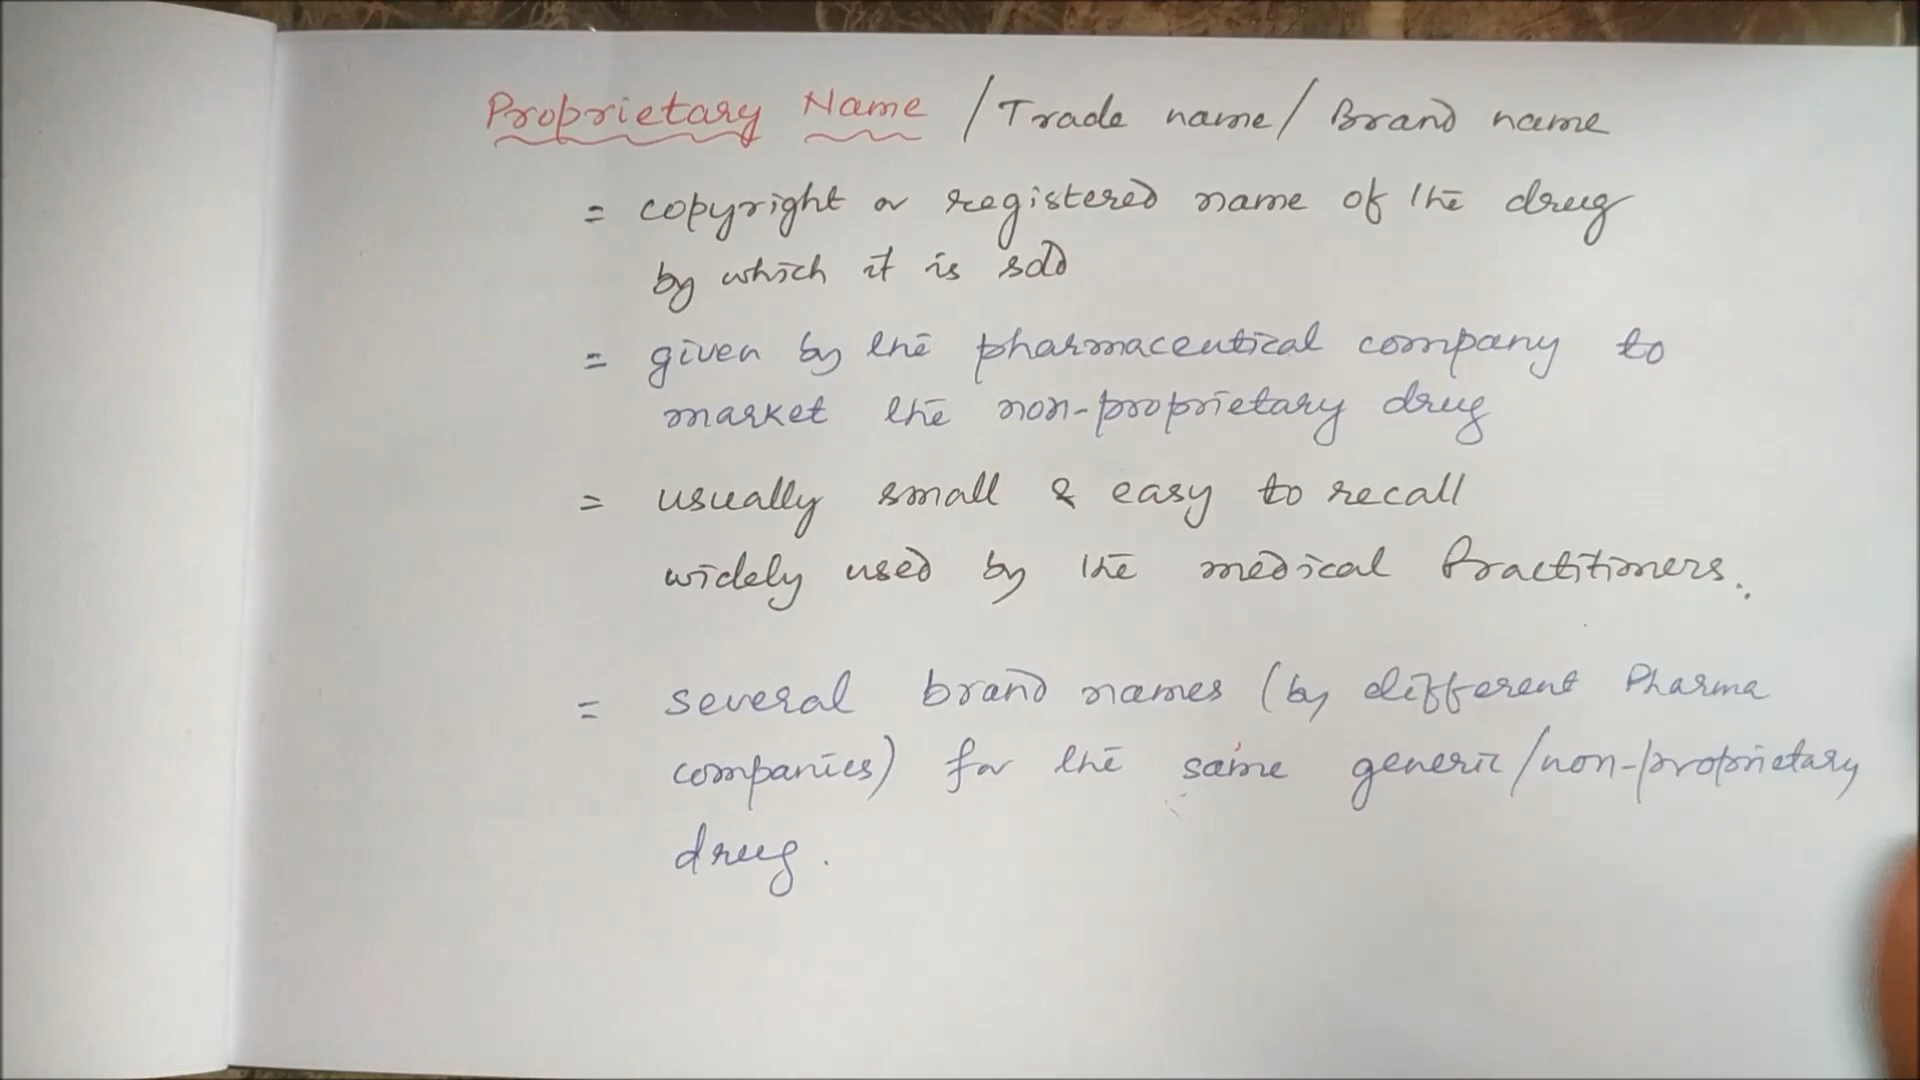 Proprietary Name / Trade name / Brand name
= copyright or registered name of the drug
by which it is sold
= given by the pharmaceutical company to
market the non-proprietary drug
= usually small & easy to recall
widely used by the medical Practitioners.
= several brand names (by different Pharma
companies) for the same generic/non-proprietary
drug.